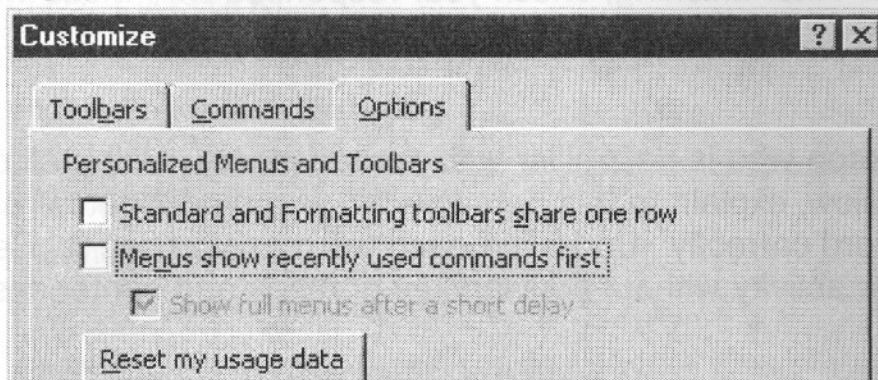 Customize ? X
Toolbars Commands Options
Personalized Menus and Toolbars
Standard and Formatting toolbars share one row
Menus show recently used commands first
Show full menus after a short delay
Reset my usage data